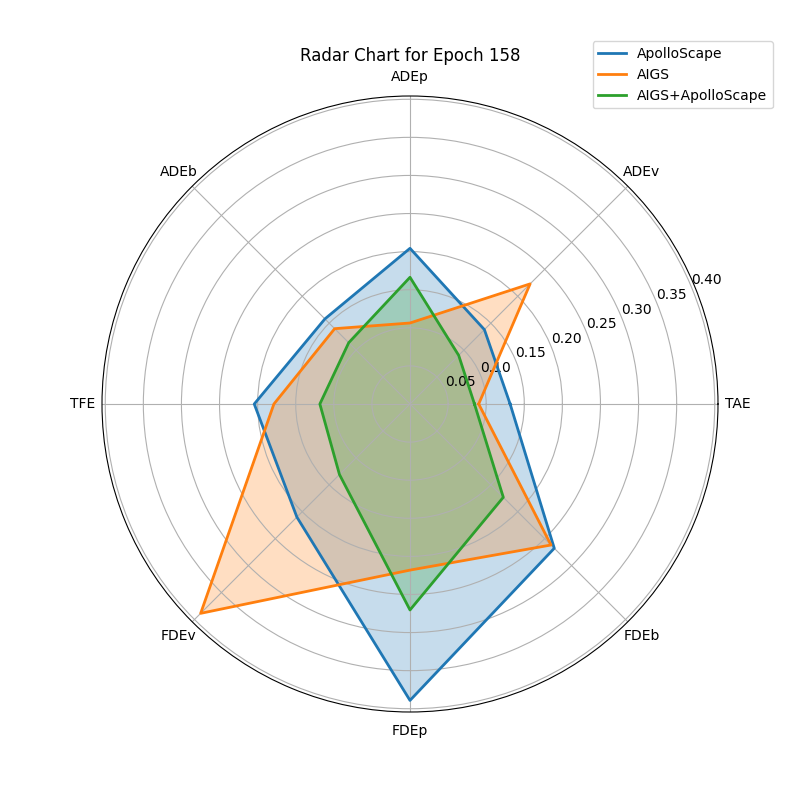 Radar Chart for Epoch 158
ApolloScape
AIGS
AIGS+ApolloScape
ADEp
ADEb
ADEv
0.40
0.35
0.30
0.25
0.20
0.15
0.10
0.05
TFE
TAE
FDEv
FDEb
FDEp